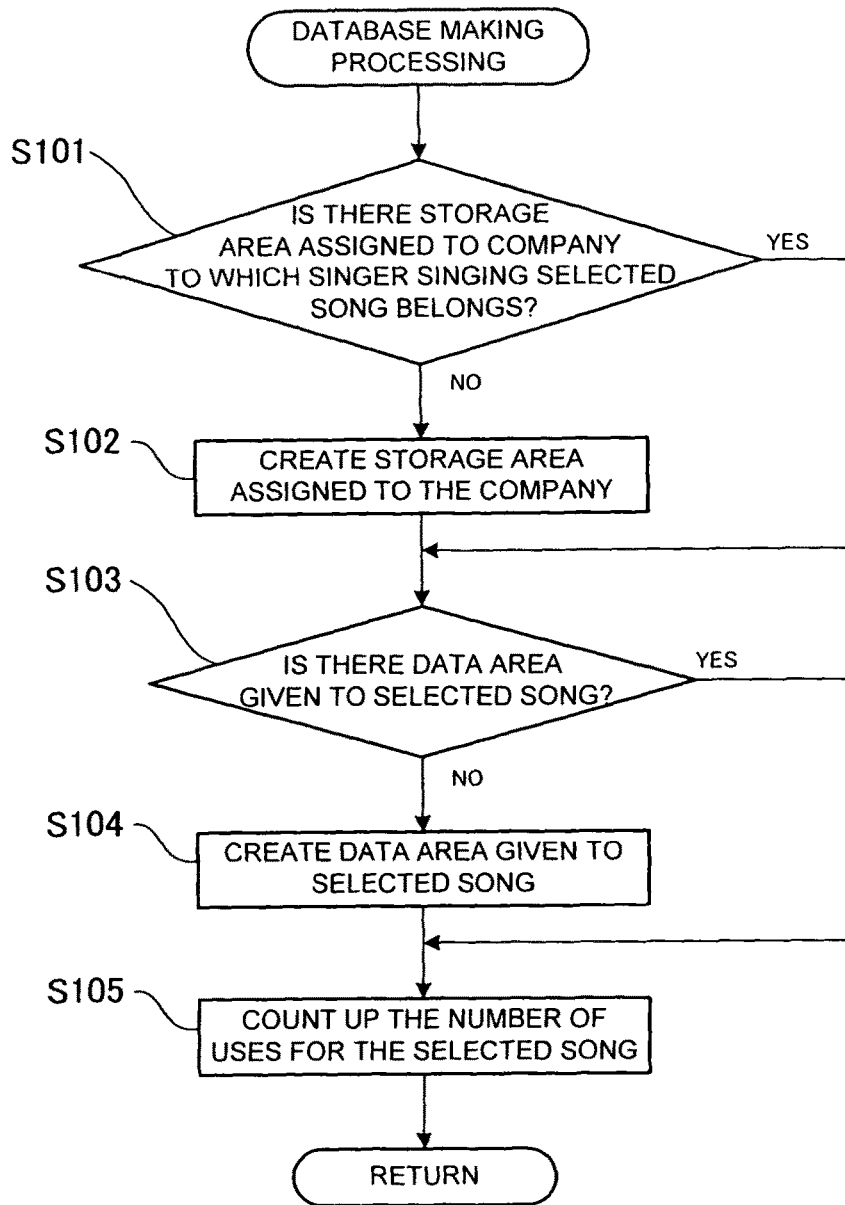 DATABASE MAKING
PROCESSING
S101
IS THERE STORAGE
AREA ASSIGNED TO COMPANY
TO WHICH SINGER SINGING SELECTED
SONG BELONGS?
YES
NO
S102
CREATE STORAGE AREA
ASSIGNED TO THE COMPANY
S103
IS THERE DATA AREA
GIVEN TO SELECTED SONG?
YES
NO
S104
CREATE DATA AREA GIVEN TO
SELECTED SONG
S105
COUNT UP THE NUMBER OF
USES FOR THE SELECTED SONG
RETURN